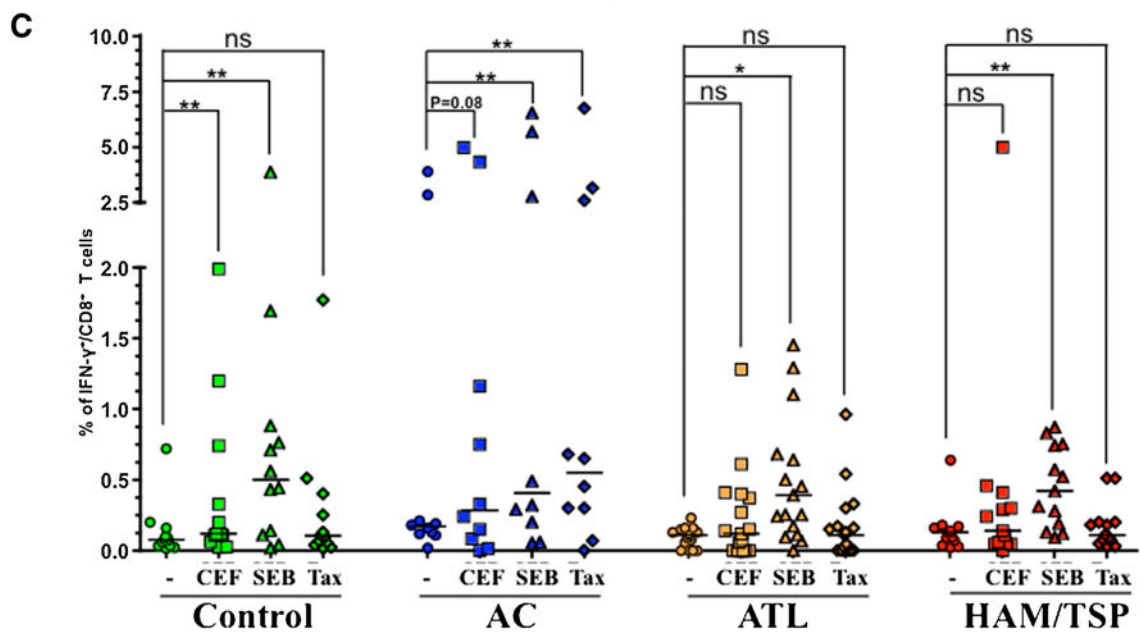 C
% of IFN-γ⁺/CD8⁺ T cells
10.0
7.5
5.0
2.5
2.0
1.5
1.0
0.5
0.0
ns
**
**
**
**
P=0.08
ns
*
ns
ns
**
ns
- CEF SEB Tax
- CEF SEB Tax
- CEF SEB Tax
- CEF SEB Tax
Control AC ATL HAM/TSP